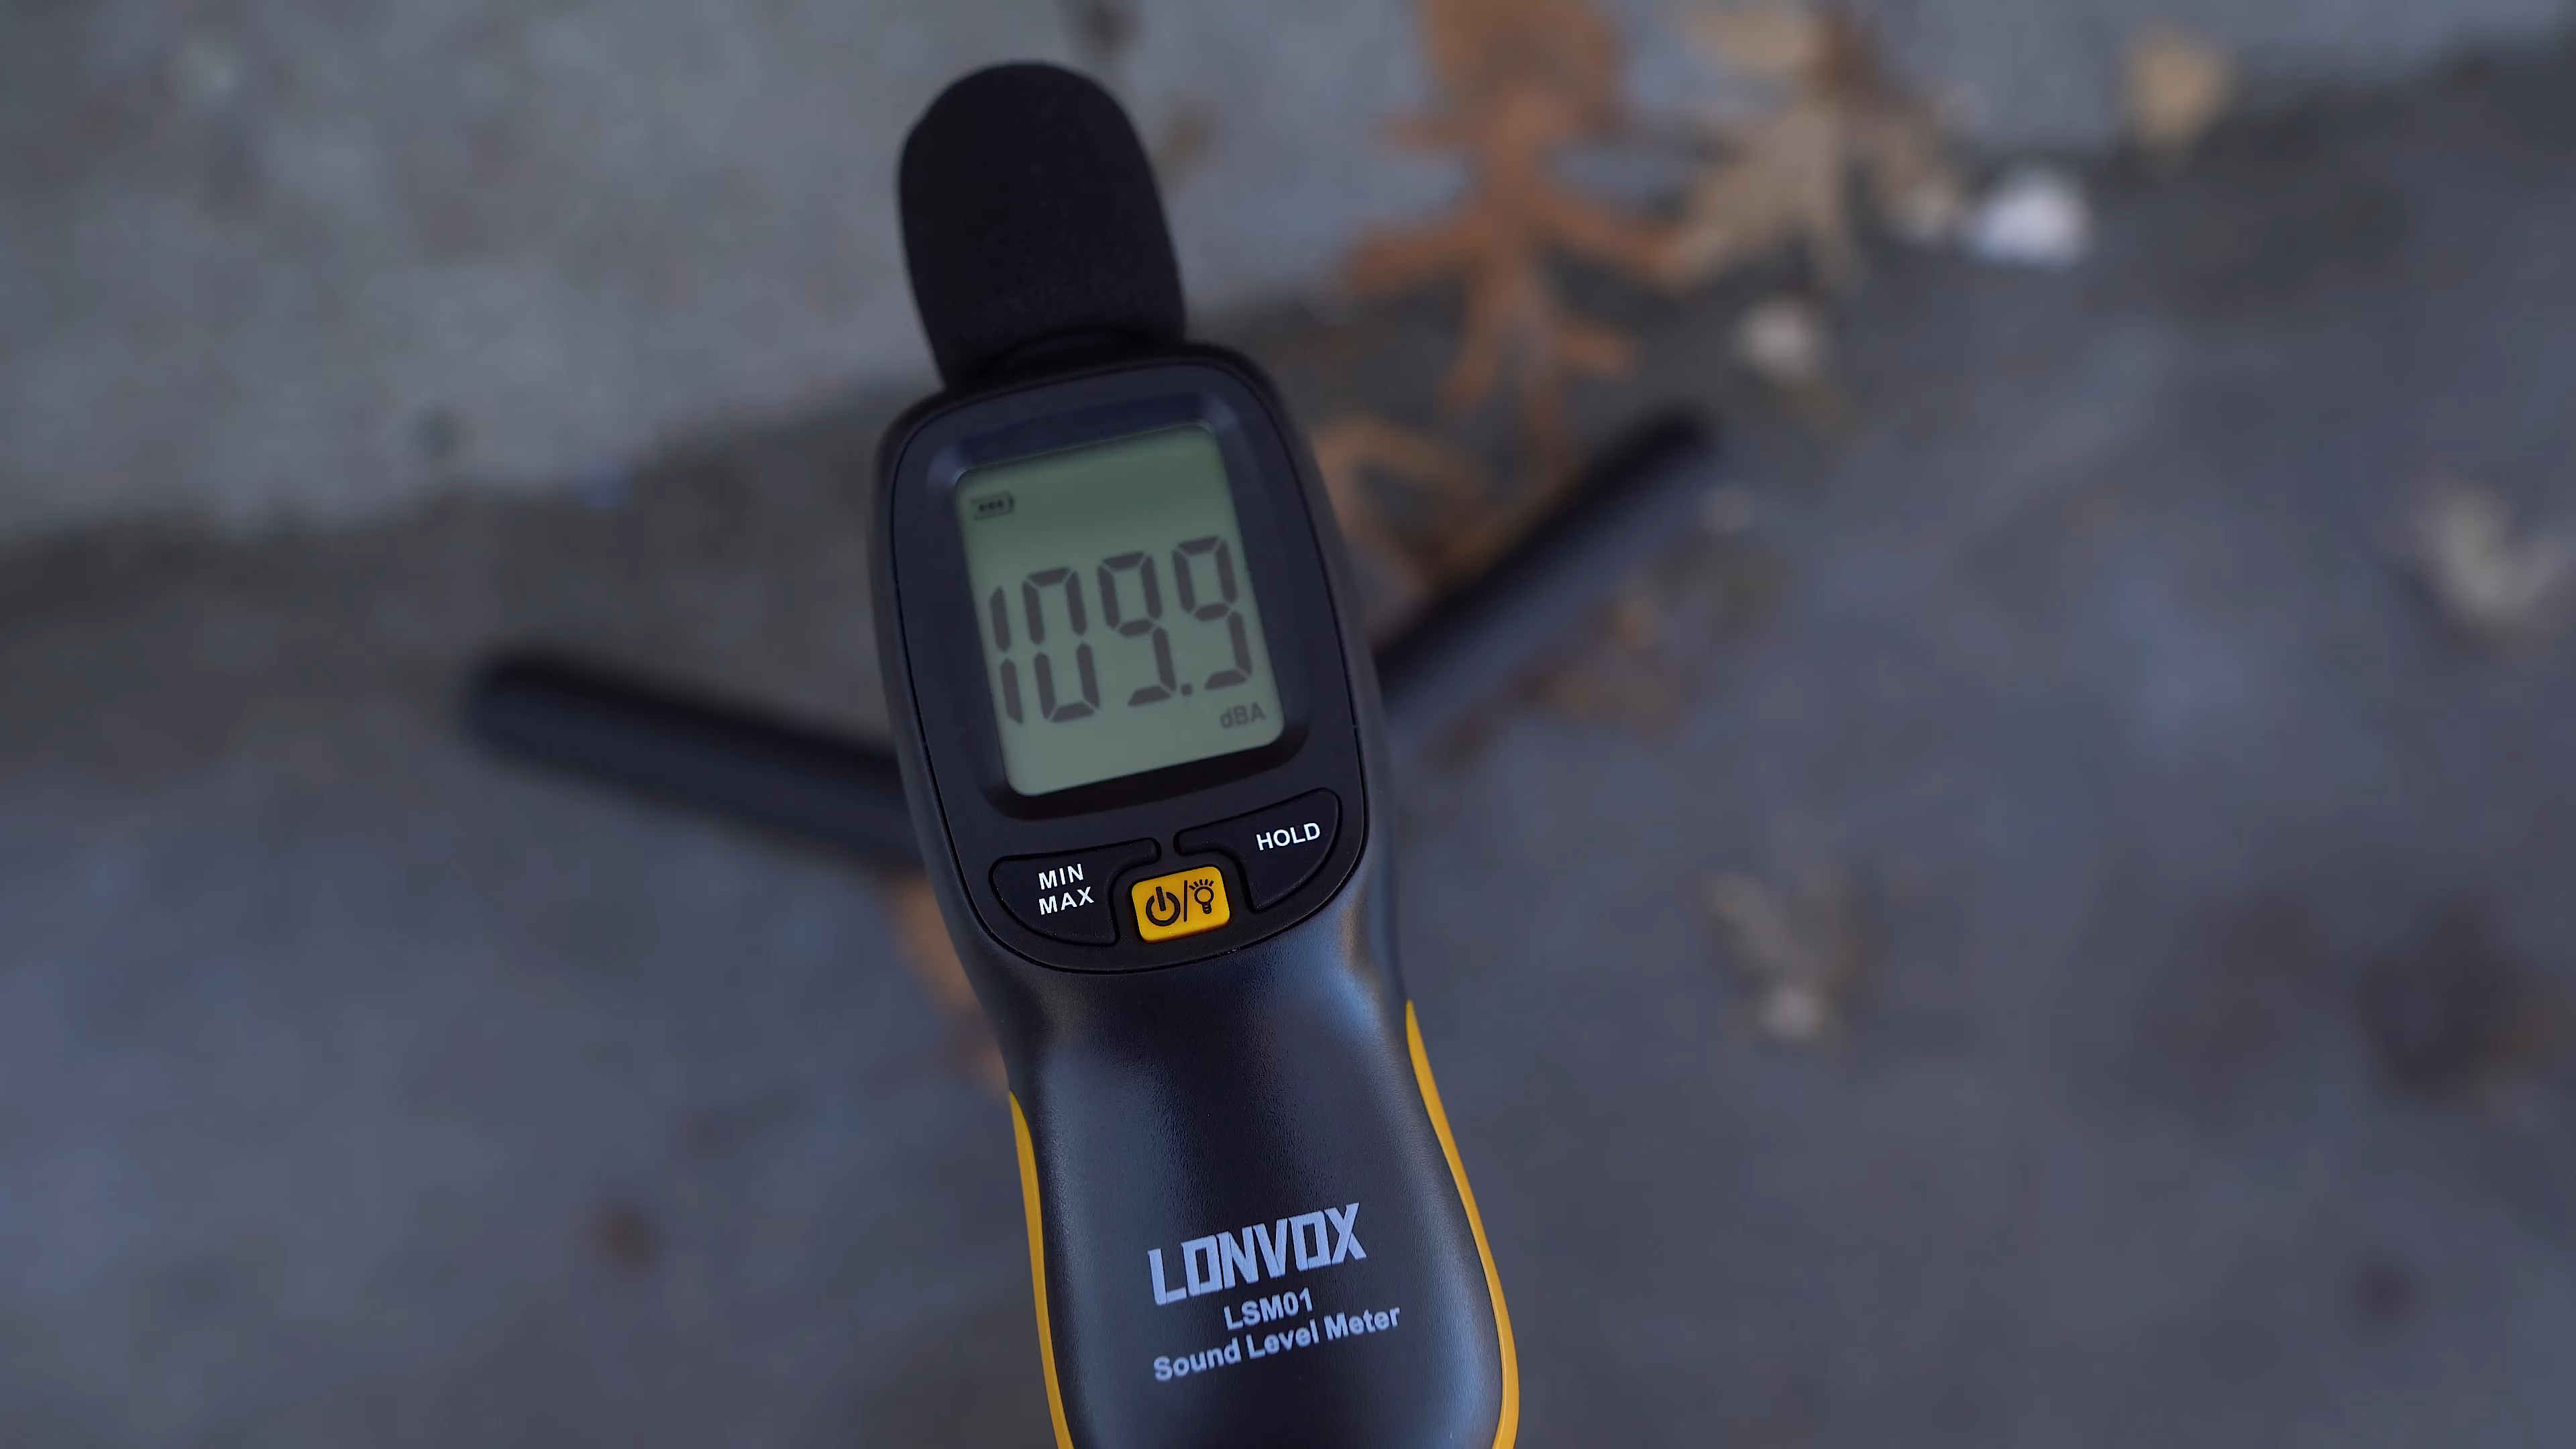 109.9
dBA
MIN
MAX
HOLD
LONVOX
LSM01
Sound Level Meter